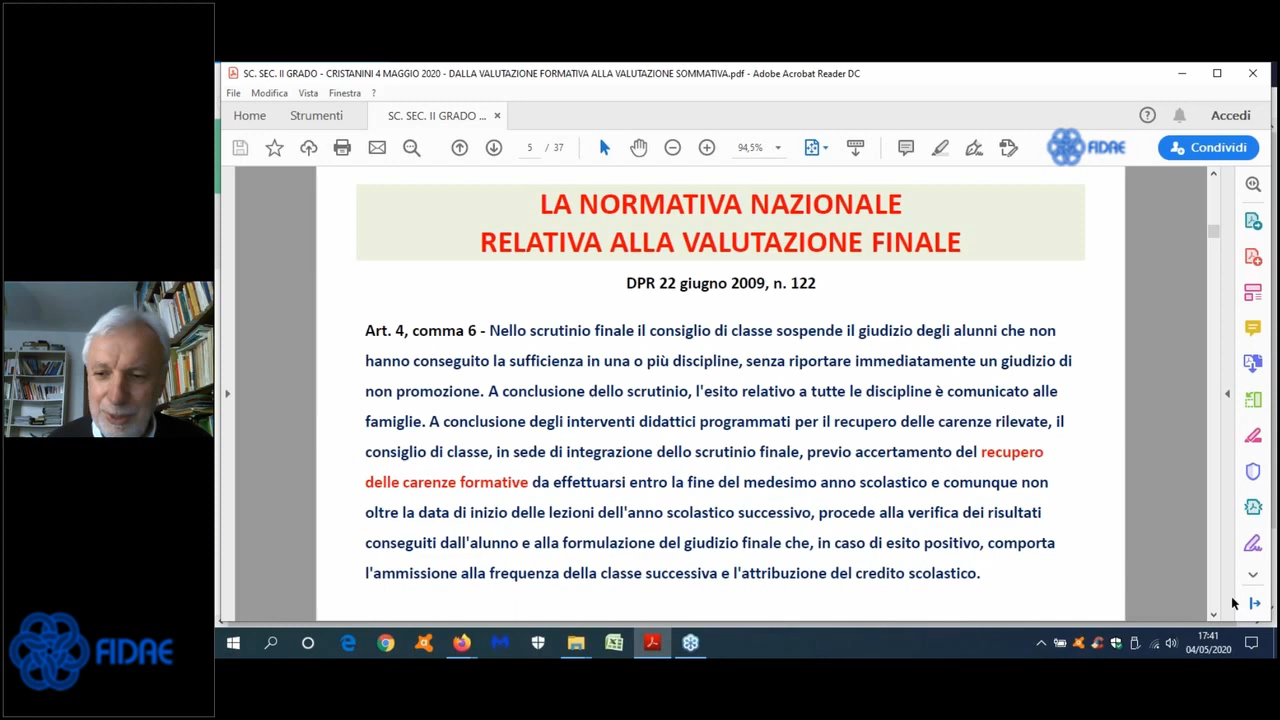 SC. SEC. II GRADO - CRISTANINI 4 MAGGIO 2020 - DALLA VALUTAZIONE FORMATIVA ALLA VALUTAZIONE SOMMATIVA.pdf - Adobe Acrobat Reader DC
File Modifica Vista Finestra ?
Home Strumenti SC. SEC. II GRADO ... × Accedi
5 / 37 94,5% FIDAE Condividi
LA NORMATIVA NAZIONALE
RELATIVA ALLA VALUTAZIONE FINALE
DPR 22 giugno 2009, n. 122
Art. 4, comma 6 - Nello scrutinio finale il consiglio di classe sospende il giudizio degli alunni che non
hanno conseguito la sufficienza in una o più discipline, senza riportare immediatamente un giudizio di
non promozione. A conclusione dello scrutinio, l'esito relativo a tutte le discipline è comunicato alle
famiglie. A conclusione degli interventi didattici programmati per il recupero delle carenze rilevate, il
consiglio di classe, in sede di integrazione dello scrutinio finale, previo accertamento del recupero
delle carenze formative da effettuarsi entro la fine del medesimo anno scolastico e comunque non
oltre la data di inizio delle lezioni dell'anno scolastico successivo, procede alla verifica dei risultati
conseguiti dall'alunno e alla formulazione del giudizio finale che, in caso di esito positivo, comporta
l'ammissione alla frequenza della classe successiva e l'attribuzione del credito scolastico.
FIDAE
17:41
04/05/2020